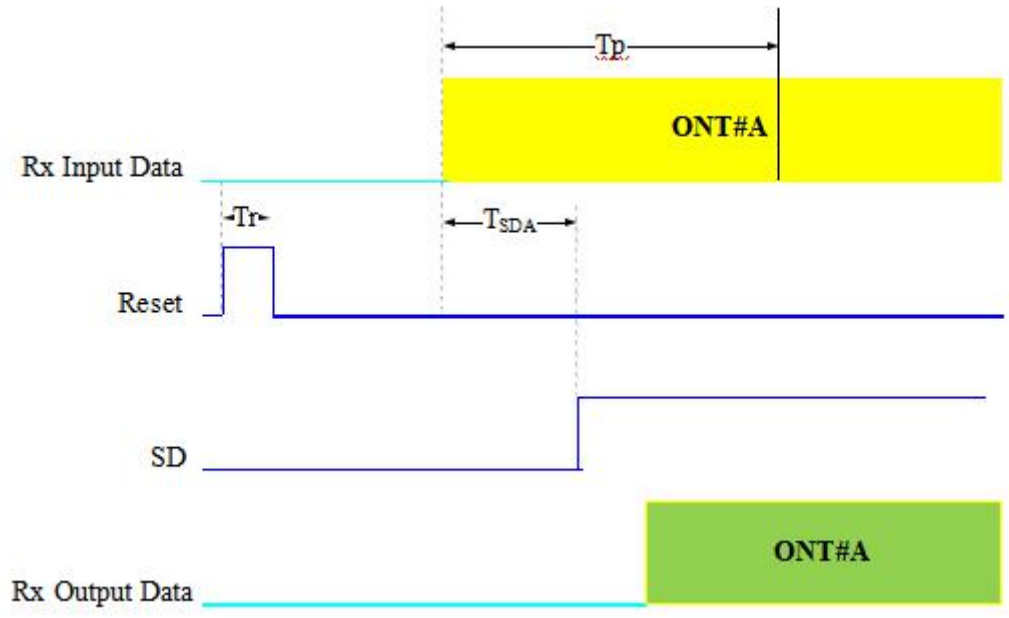 Tp
ONT#A
Rx Input Data
Tr
TSDA
Reset
SD
ONT#A
Rx Output Data